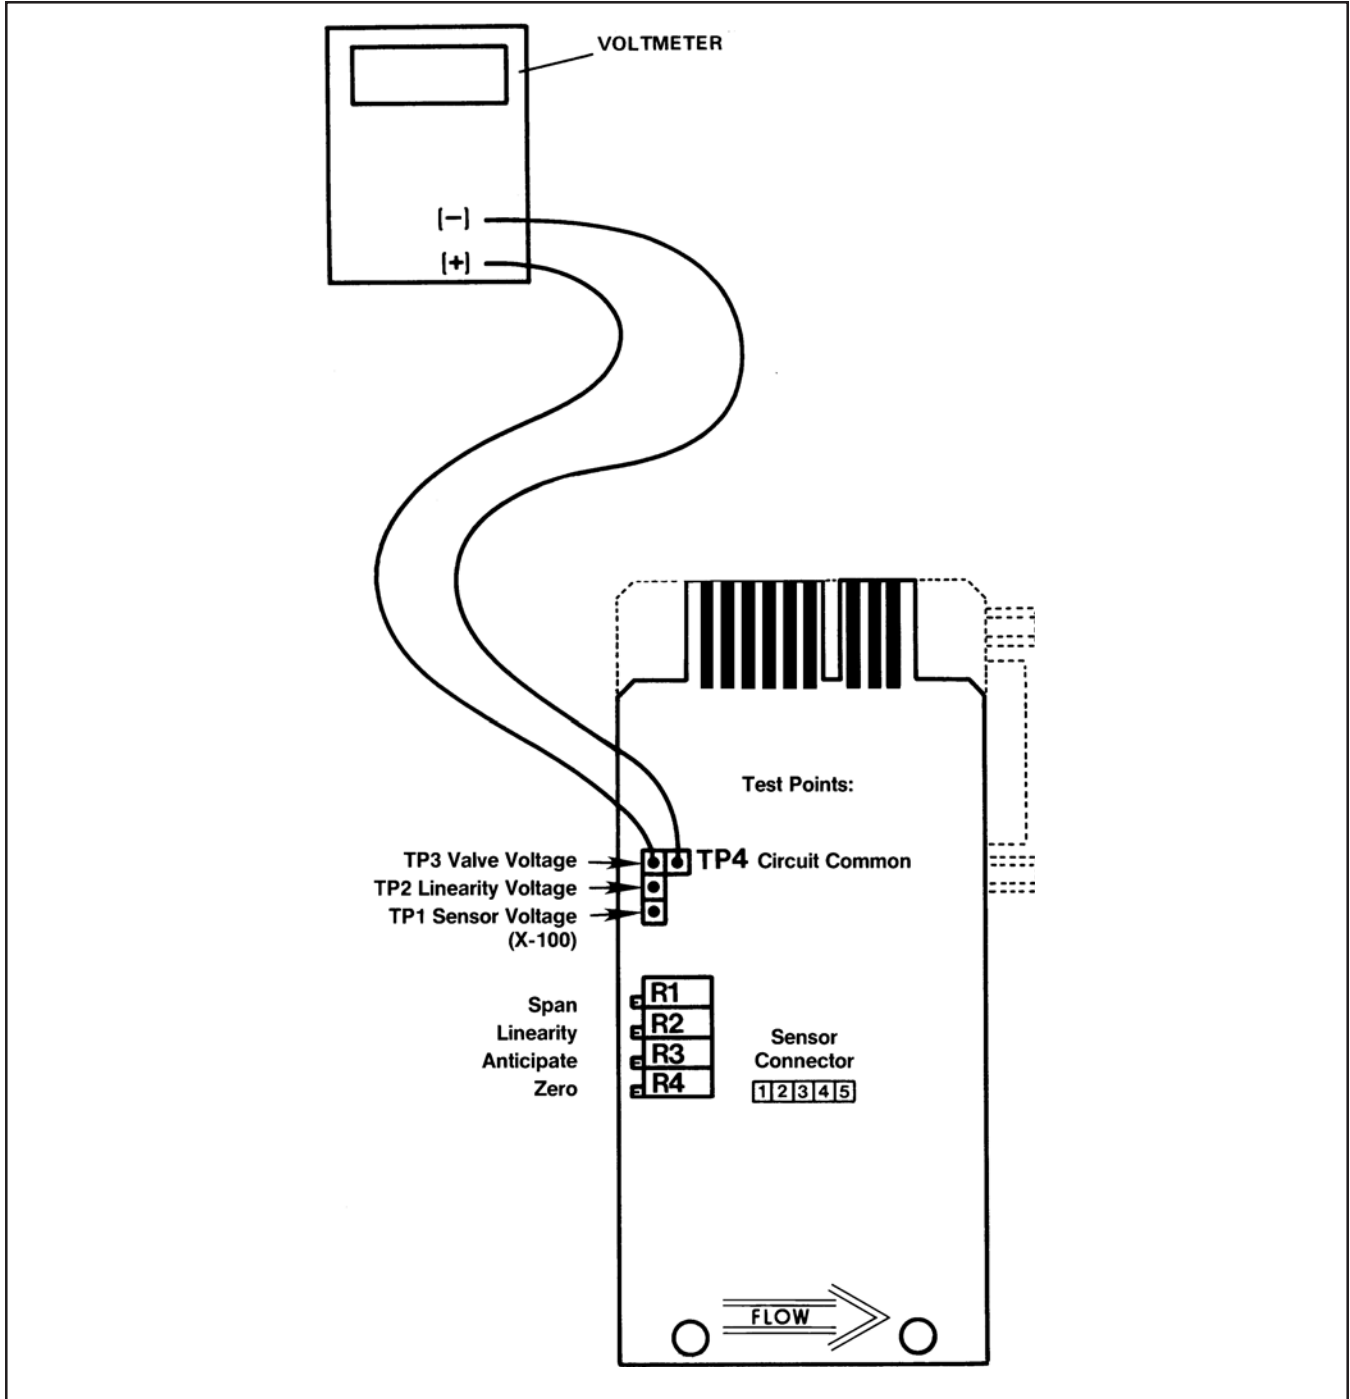 VOLTMETER
[−]
[+]
Test Points:
TP3 Valve Voltage
TP4 Circuit Common
TP2 Linearity Voltage
TP1 Sensor Voltage
(X-100)
Span
R1
Linearity
R2
Anticipate
R3
Zero
R4
Sensor
Connector
1 2 3 4 5
FLOW